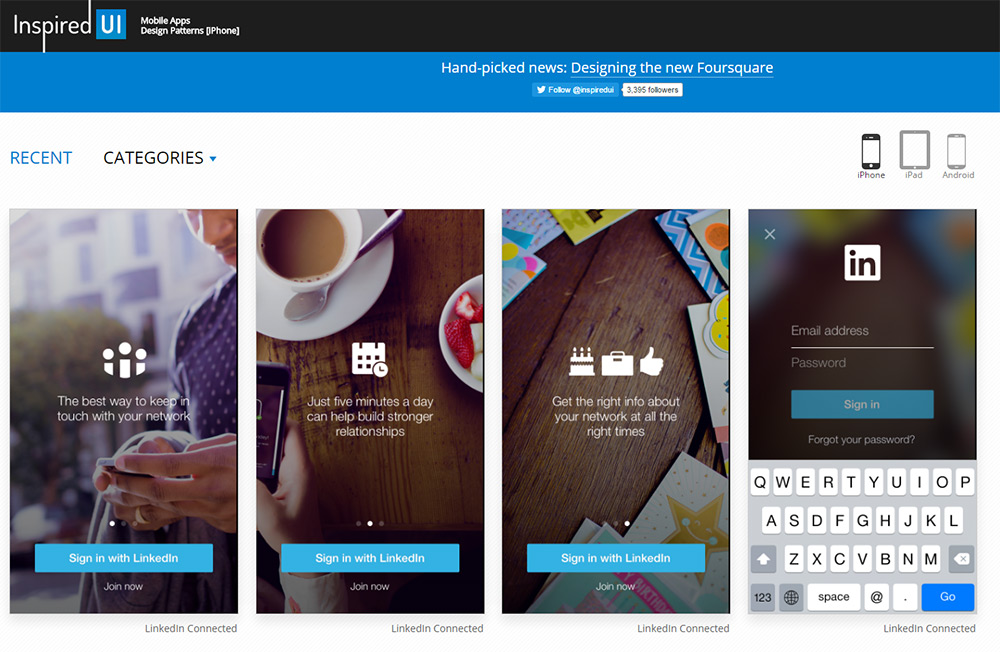 Inspired UI
Mobile Apps
Design Patterns [iPhone]
Hand-picked news: Designing the new Foursquare
Follow @inspiredui
3,395 followers
RECENT
CATEGORIES
iPhone
iPad
Android
The best way to keep in
touch with your network
Sign in with LinkedIn
Join now
LinkedIn Connected
Just five minutes a day
can help build stronger
relationships
Sign in with LinkedIn
Join now
LinkedIn Connected
Get the right info about
your network at all the
right times
Sign in with LinkedIn
Join now
LinkedIn Connected
in
Email address
Password
Sign in
Forgot your password?
Q W E R T Y U I O P
A S D F G H J K L
Z X C V B N M
123 space @ . Go
LinkedIn Connected